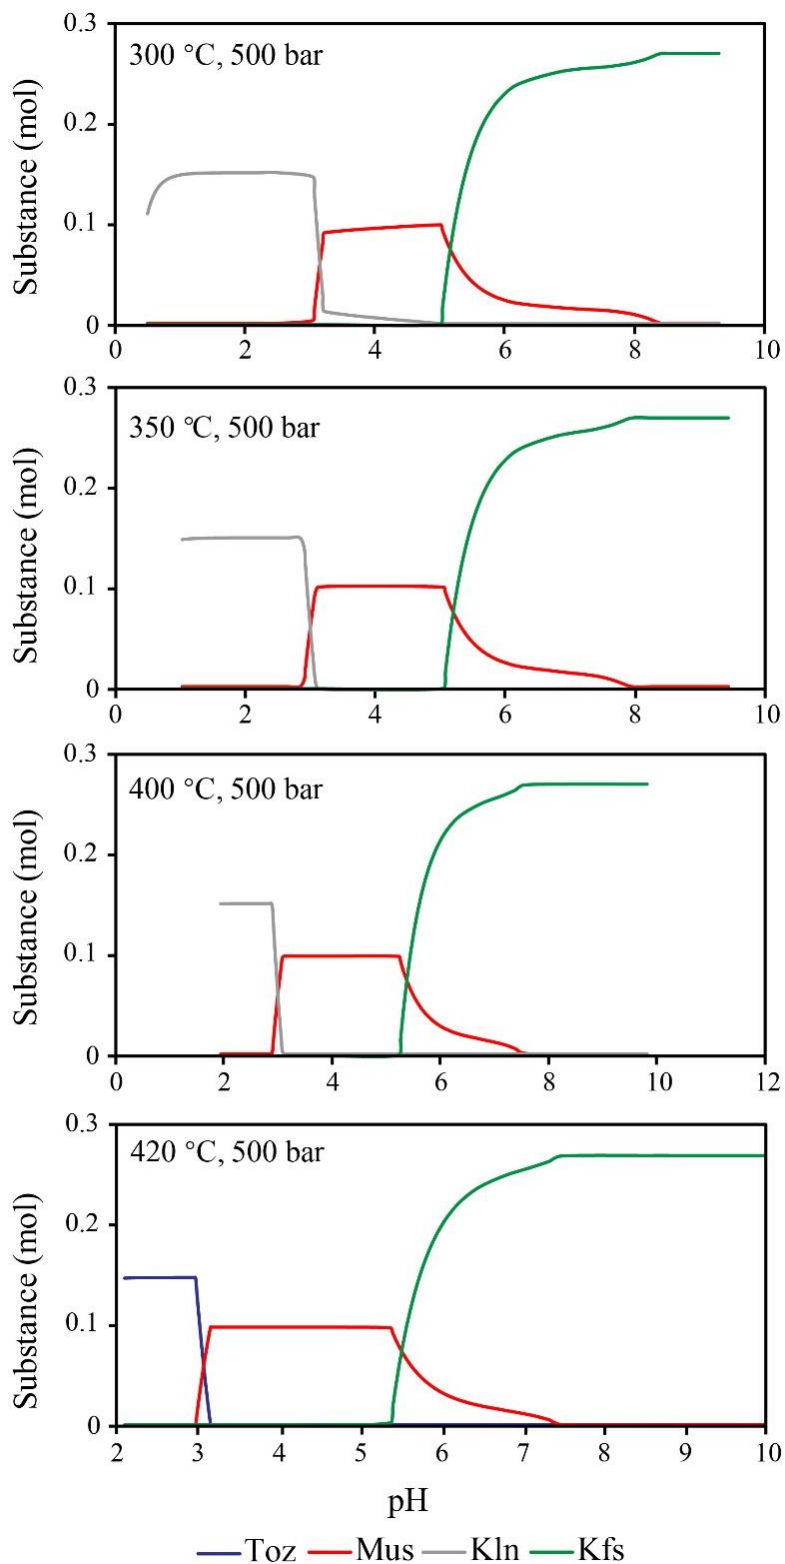 300 °C, 500 bar
Substance (mol)
0.3
0.2
0.1
0
0 2 4 6 8 10
350 °C, 500 bar
Substance (mol)
0.3
0.2
0.1
0
0 2 4 6 8 10
400 °C, 500 bar
Substance (mol)
0.3
0.2
0.1
0
0 2 4 6 8 10 12
420 °C, 500 bar
Substance (mol)
0.3
0.2
0.1
0
2 3 4 5 6 7 8 9 10
pH
Toz Mus Kln Kfs